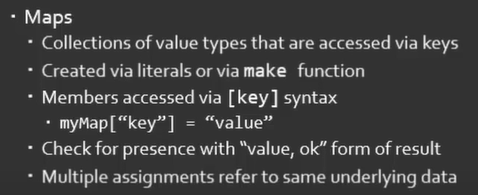 • Maps
• Collections of value types that are accessed via keys
• Created via literals or via make function
• Members accessed via [key] syntax
• myMap[“key”] = “value”
• Check for presence with “value, ok” form of result
• Multiple assignments refer to same underlying data